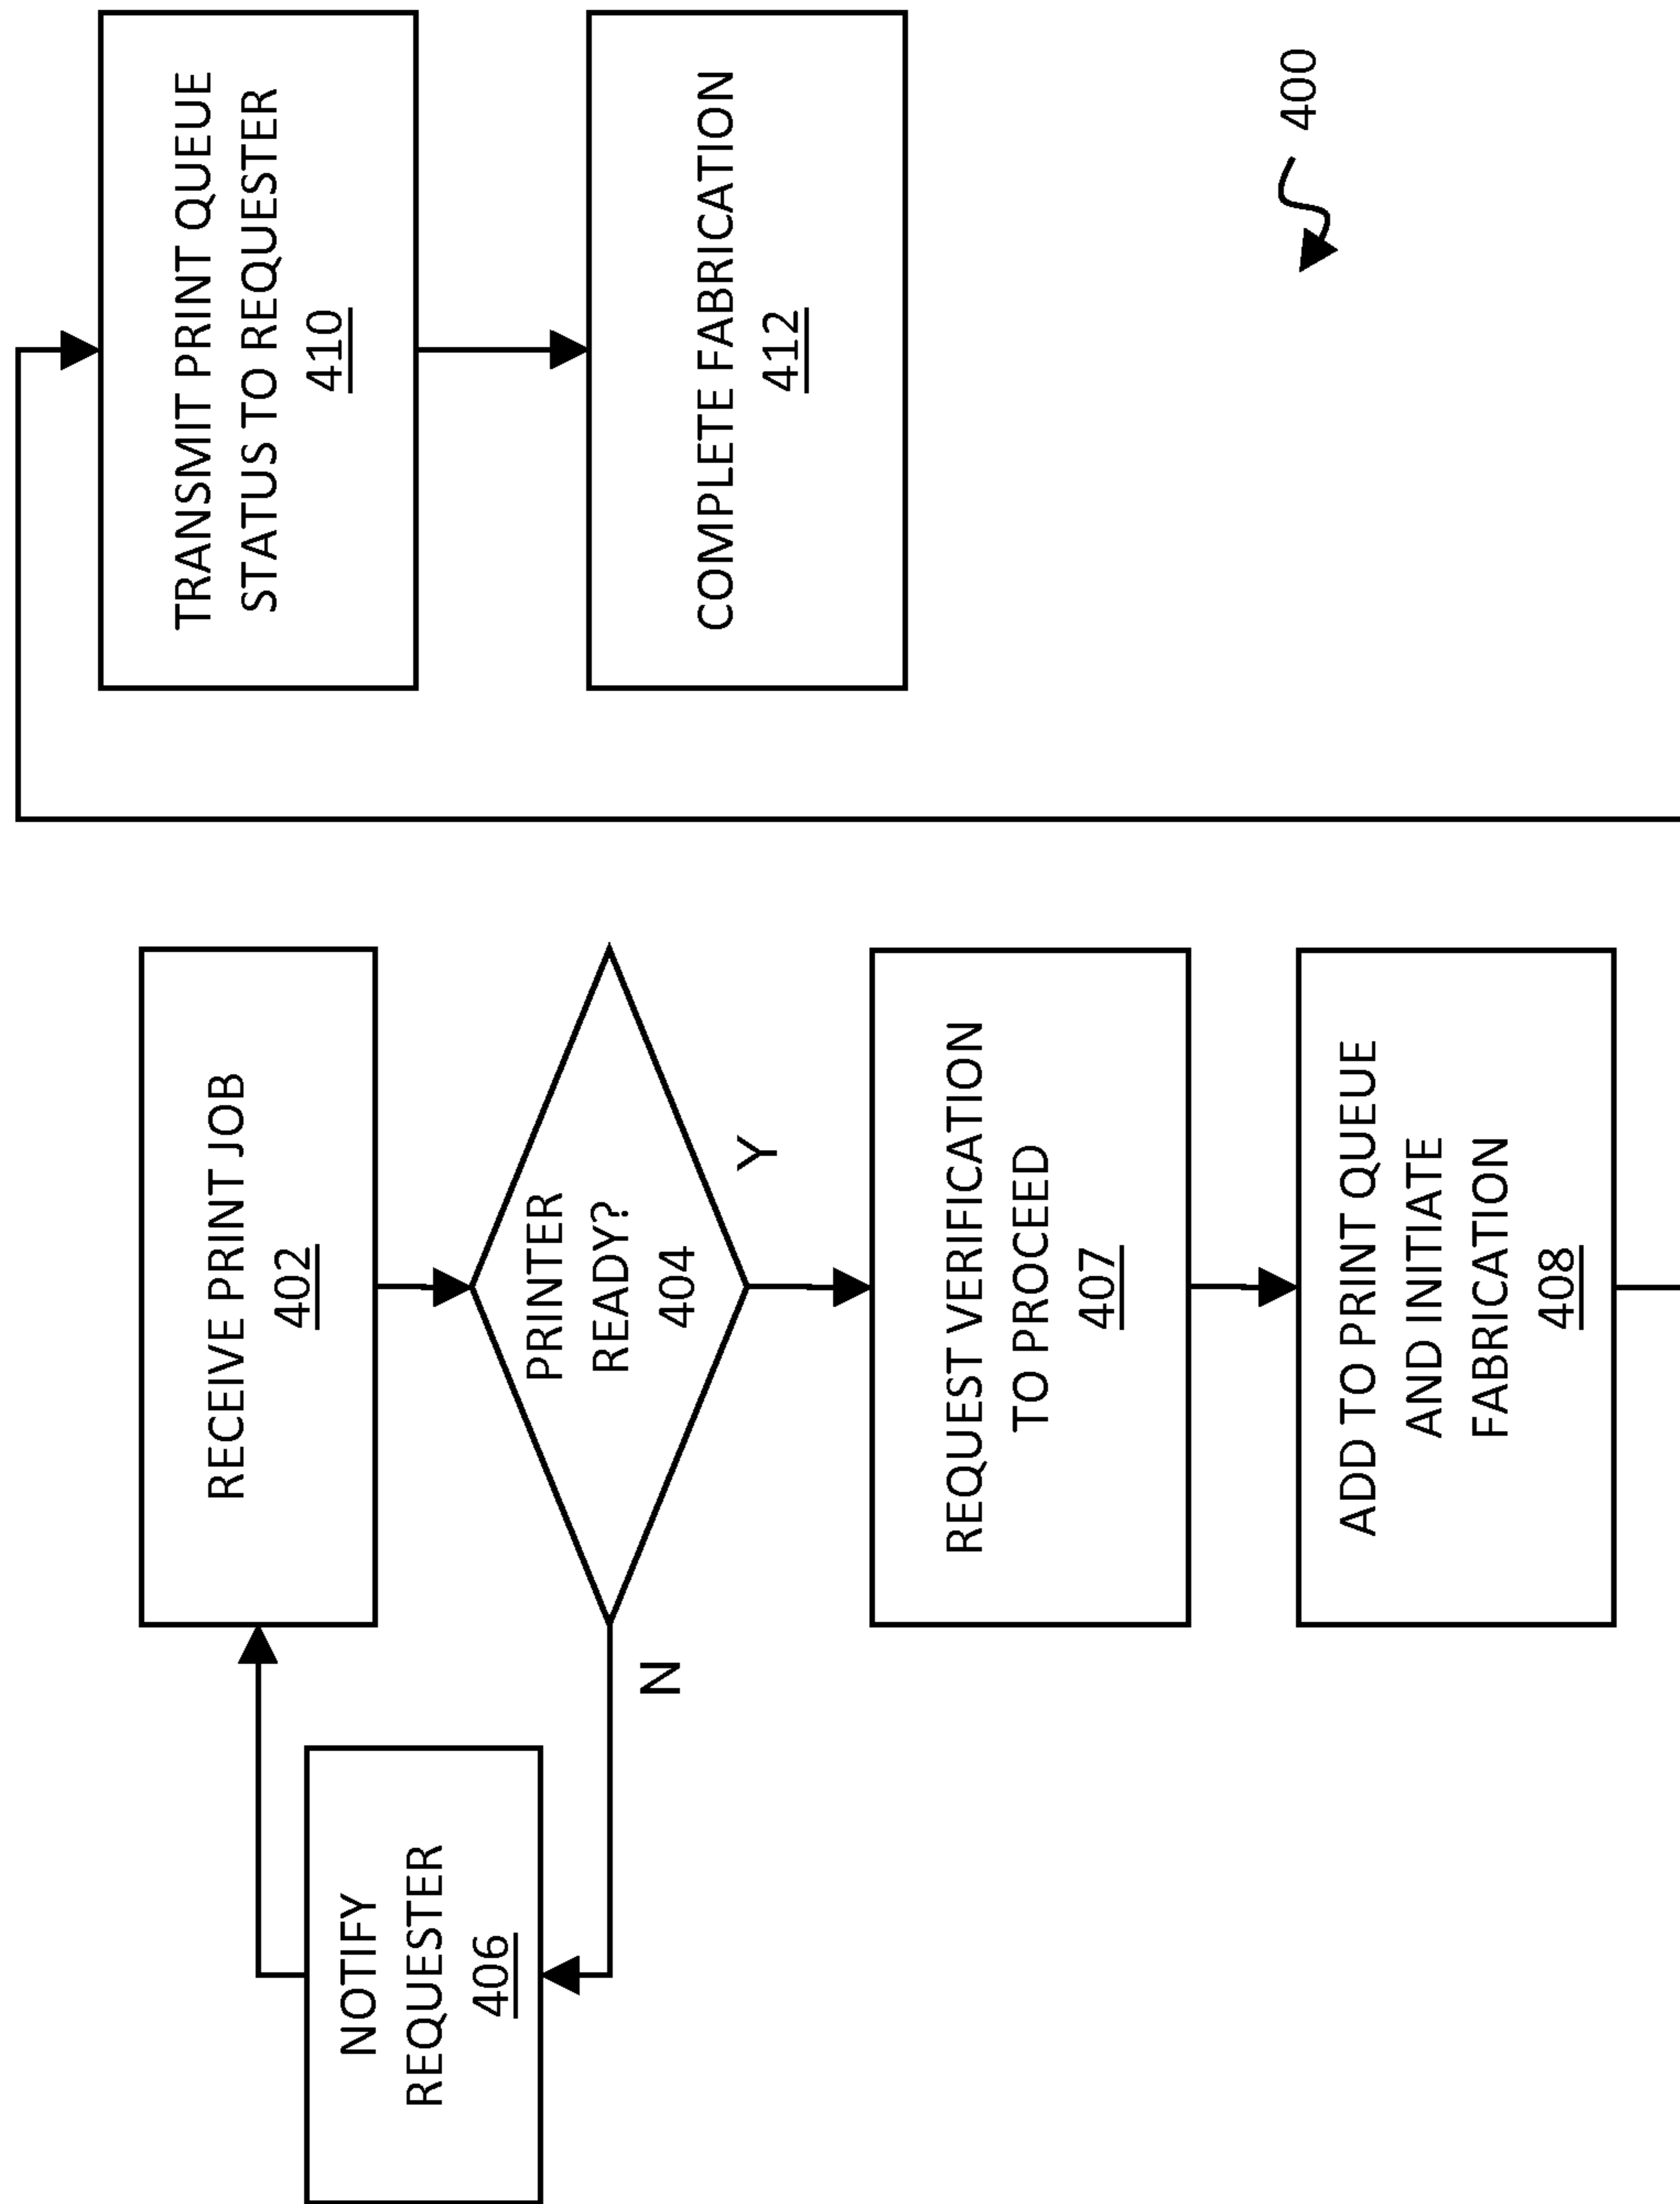 RECEIVE PRINT JOB
402
PRINTER
READY?
404
N
Y
NOTIFY
REQUESTER
406
REQUEST VERIFICATION
TO PROCEED
407
ADD TO PRINT QUEUE
AND INITIATE
FABRICATION
408
TRANSMIT PRINT QUEUE
STATUS TO REQUESTER
410
COMPLETE FABRICATION
412
400